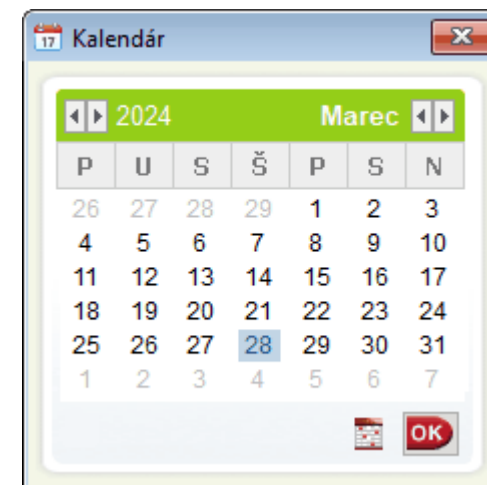 17 Kalendár
2024 Marec
P U S Š P S N
26 27 28 29 1 2 3
4 5 6 7 8 9 10
11 12 13 14 15 16 17
18 19 20 21 22 23 24
25 26 27 28 29 30 31
1 2 3 4 5 6 7
OK